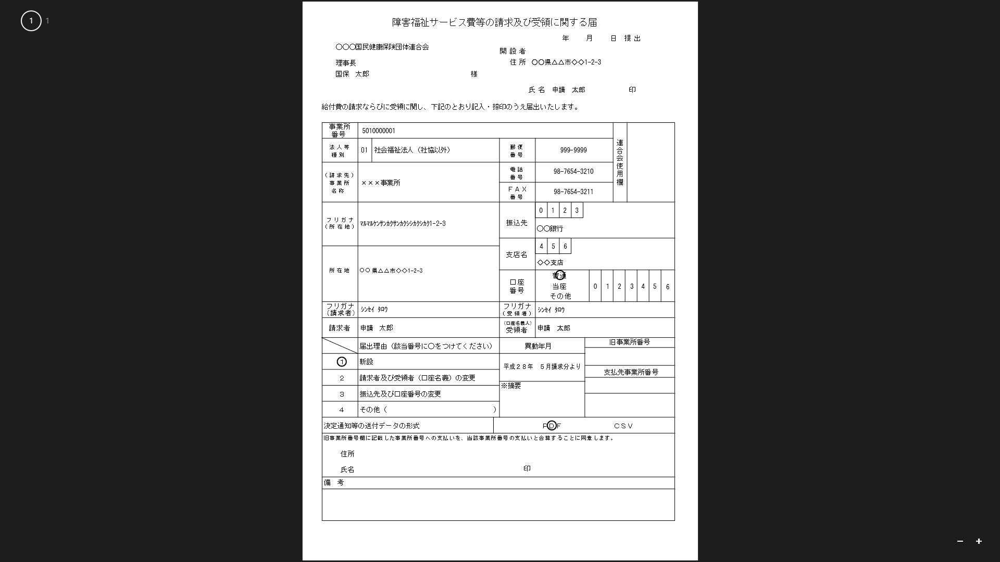 1 1
障害福祉サービス費等の請求及び受領に関する届
年 月 日 提出
〇〇〇国民健康保険団体連合会
開設者
理事長
住所 〇〇県△△市◇◇1-2-3
国保 太郎 様
氏名 申請 太郎 印
給付費の請求ならびに受領に関し、下記のとおり記入・捺印のうえ届出いたします。
事業所番号 5010000001
連合会使用欄
法人等種別 01 社会福祉法人（社協以外） 郵便番号 999-9999
（請求先）事業所名称 ×××事業所
電話番号 98-7654-3210
ＦＡＸ番号 98-7654-3211
フリガナ（所在地） ﾏﾙﾏﾙｹﾝｻﾝｶｸｻﾝｶｸｼｼｶｸｼｶｸ1-2-3
振込先 0 1 2 3
〇〇銀行
支店名 4 5 6
◇◇支店
所在地 〇〇県△△市◇◇1-2-3
口座番号 普通 当座 その他 0 1 2 3 4 5 6
フリガナ（請求者） ｼﾝｾｲ ﾀﾛｳ フリガナ（受領者） ｼﾝｾｲ ﾀﾛｳ
請求者 申請 太郎 （口座名義人）受領者 申請 太郎
届出理由（該当番号に〇をつけてください） 異動年月 旧事業所番号
１ 新設 平成２８年 ５月請求分より
支払先事業所番号
２ 請求者及び受領者（口座名義）の変更
※摘要
３ 振込先及び口座番号の変更
４ その他（ ）
決定通知等の送付データの形式 ＰＤＦ ＣＳＶ
旧事業所番号欄に記載した事業所番号への支払いを、当該事業所番号の支払いと合算することに同意します。
住所
氏名 印
備 考